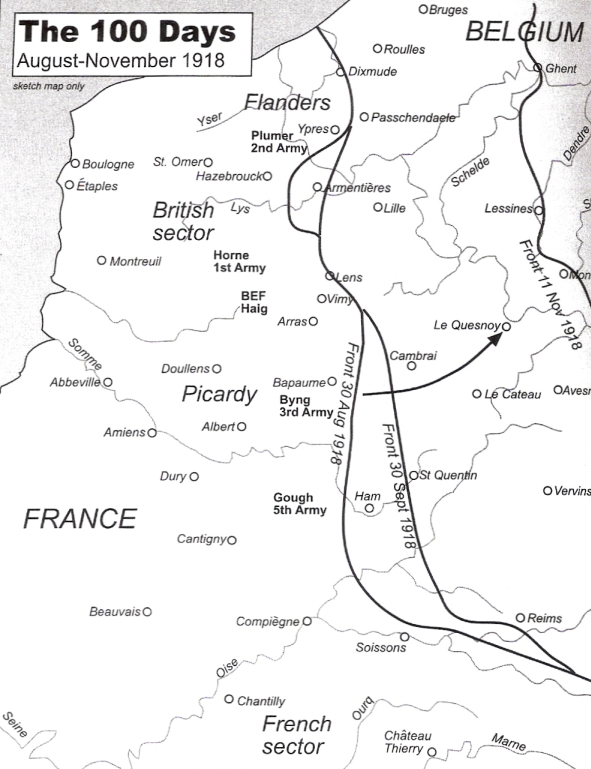 The 100 Days
August-November 1918
sketch map only
Bruges
BELGIUM
Roulles
Dixmude
Ghent
Flanders
Yser
Passchendaele
Ypres
Plumer
2nd Army
Dendre
Boulogne
St. Omer
Hazebrouck
Schelde
Étaples
Armentières
British
sector
Lys
Lille
Lessines
S
Montreuil
Horne
1st Army
Lens
Mon
Front 11 Nov 1918
BEF
Haig
Vimy
Arras
Le Quesnoy
Somme
Cambrai
Doullens
Abbeville
Picardy
Bapaume
Byng
3rd Army
Front 30 Aug 1918
Le Cateau
Avesr
Amiens
Albert
Front 30 Sept 1918
Dury
St Quentin
Gough
5th Army
Ham
Vervins
FRANCE
Cantigny
Beauvais
Compiègne
Reims
Soissons
Oise
Chantilly
Ourq
Seine
French
sector
Château
Thierry
Marne